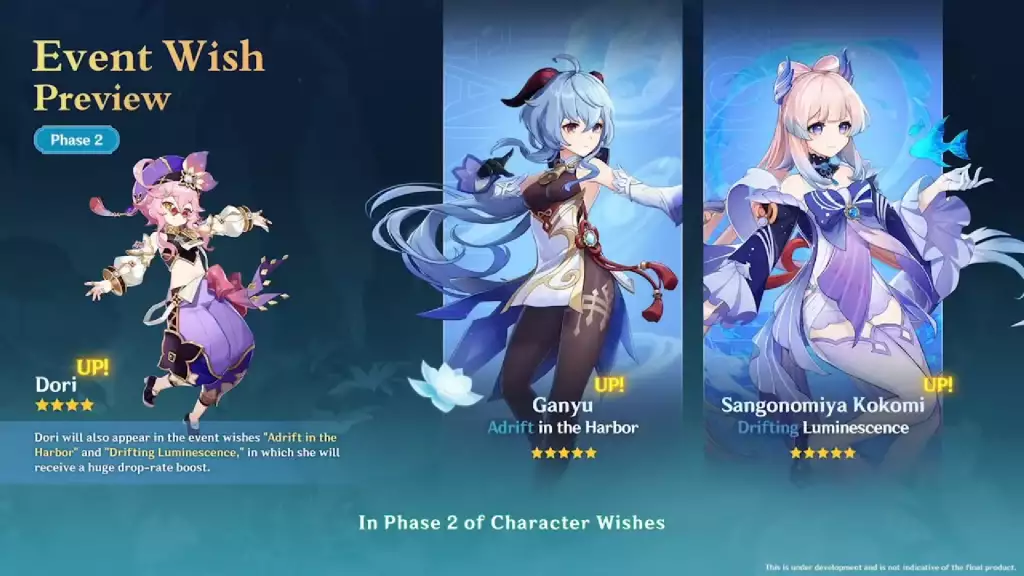 Event Wish
Preview
Phase 2
UP!
Dori
Dori will also appear in the event wishes "Adrift in the
Harbor" and "Drifting Luminescence," in which she will
receive a huge drop-rate boost.
UP!
Ganyu
Adrift in the Harbor
UP!
Sangonomiya Kokomi
Drifting Luminescence
In Phase 2 of Character Wishes
This is under development and is not indicative of the final product.